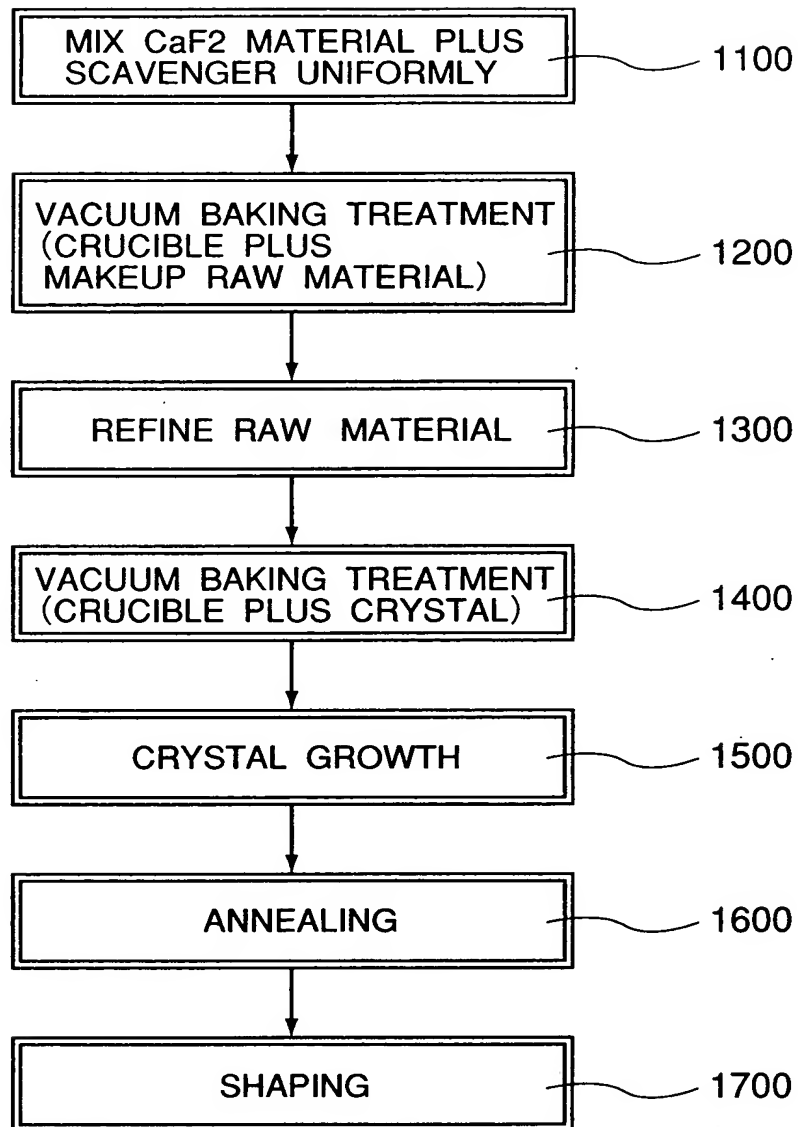 MIX CaF2 MATERIAL PLUS
SCAVENGER UNIFORMLY
1100
VACUUM BAKING TREATMENT
(CRUCIBLE PLUS
MAKEUP RAW MATERIAL)
1200
REFINE RAW MATERIAL
1300
VACUUM BAKING TREATMENT
(CRUCIBLE PLUS CRYSTAL)
1400
CRYSTAL GROWTH
1500
ANNEALING
1600
SHAPING
1700